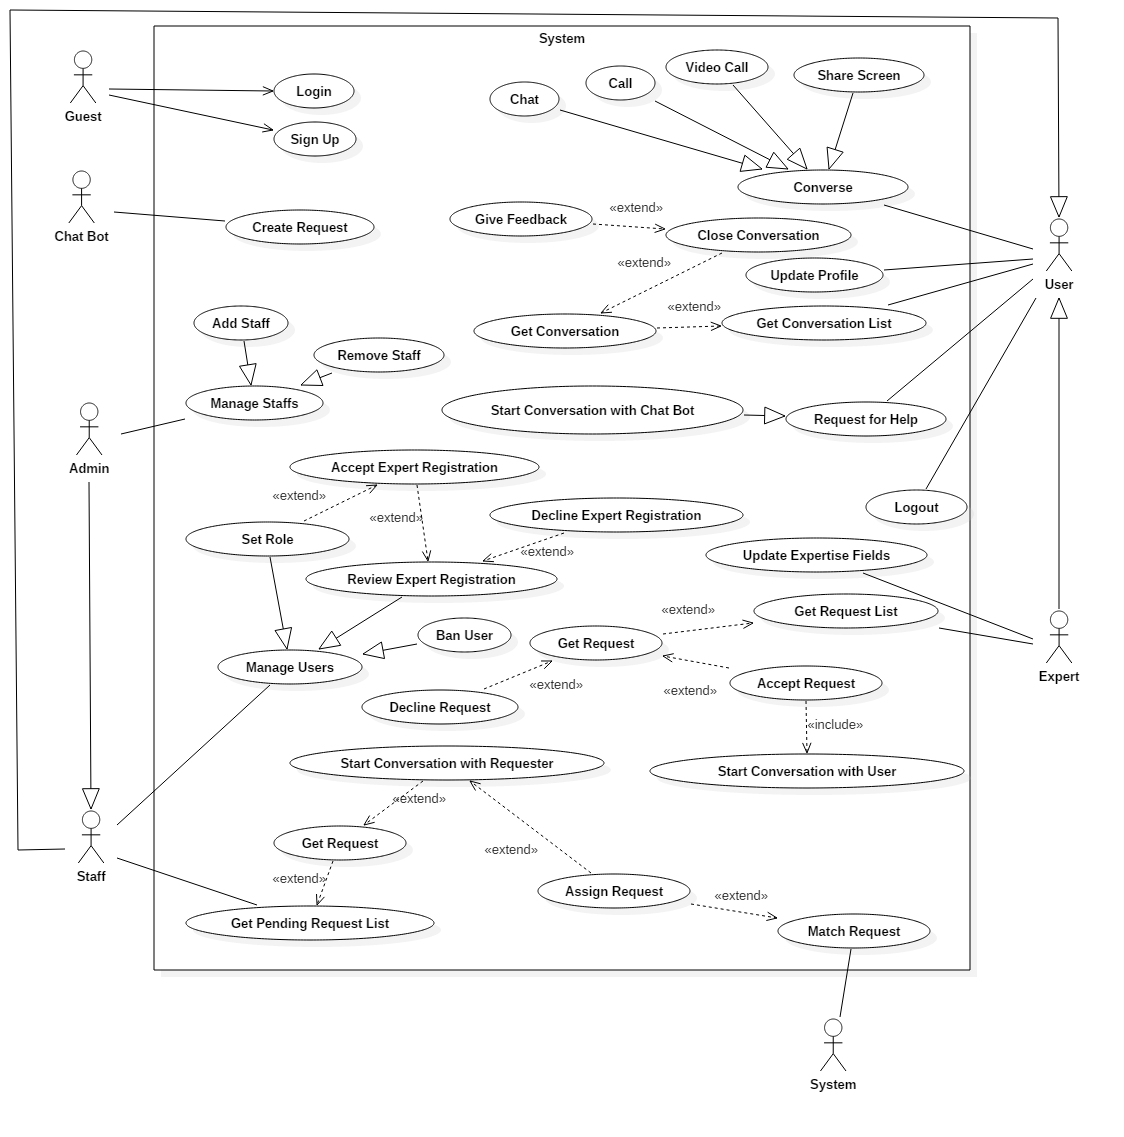 System
Guest
Login
Sign Up
Chat
Call
Video Call
Share Screen
Converse
Chat Bot
Create Request
Give Feedback
«extend»
Close Conversation
«extend»
Update Profile
User
Get Conversation
«extend»
Get Conversation List
Add Staff
Remove Staff
Manage Staffs
Start Conversation with Chat Bot
Request for Help
Admin
Accept Expert Registration
«extend»
«extend»
Set Role
Decline Expert Registration
«extend»
Review Expert Registration
Logout
Update Expertise Fields
Get Request List
«extend»
Get Request
Ban User
Manage Users
Expert
«extend»
«extend»
Accept Request
Decline Request
«include»
Start Conversation with Requester
Start Conversation with User
«extend»
Get Request
«extend»
«extend»
Staff
Assign Request
«extend»
Get Pending Request List
Match Request
System